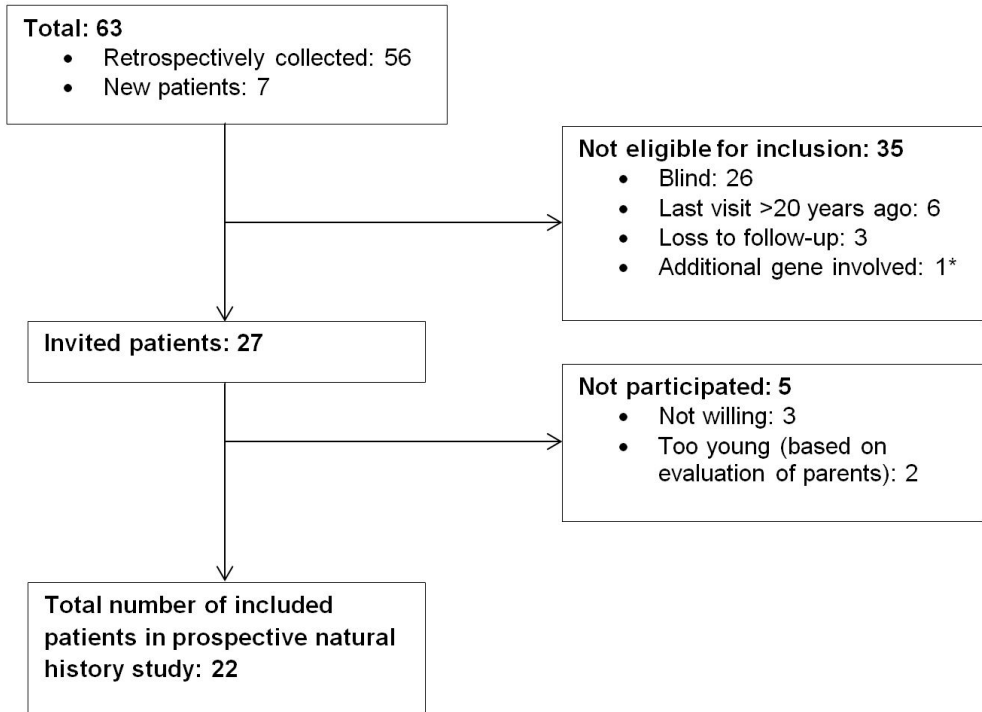 Total: 63
• Retrospectively collected: 56
• New patients: 7
Not eligible for inclusion: 35
• Blind: 26
• Last visit >20 years ago: 6
• Loss to follow-up: 3
• Additional gene involved: 1*
Invited patients: 27
Not participated: 5
• Not willing: 3
• Too young (based on
evaluation of parents): 2
Total number of included
patients in prospective natural
history study: 22